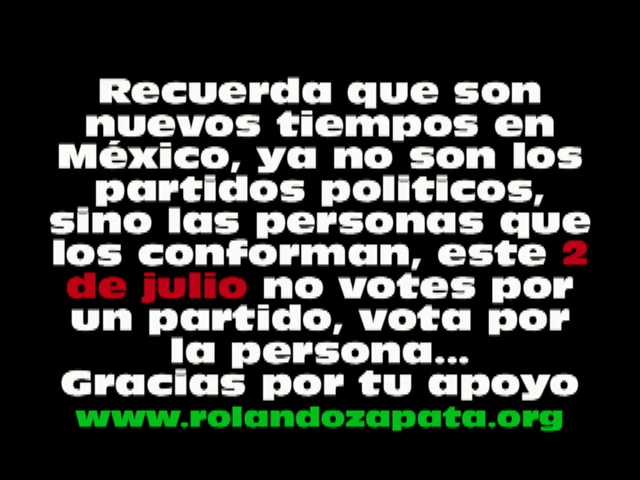 Recuerda que son
nuevos tiempos en
México, ya no son los
partidos politicos,
sino las personas que
los conforman, este 2
de julio no votes por
un partido, vota por
la persona...
Gracias por tu apoyo
www.rolandozapata.org